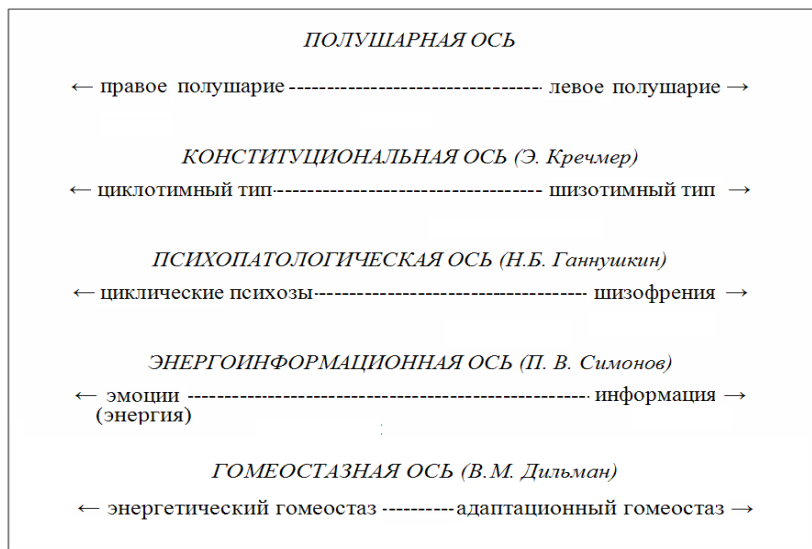 ПОЛУШАРНАЯ ОСЬ
← правое полушарие ---------------------------- левое полушарие →
КОНСТИТУЦИОНАЛЬНАЯ ОСЬ (Э. Кречмер)
← циклотимный тип------------------------------ шизотимный тип →
ПСИХОПАТОЛОГИЧЕСКАЯ ОСЬ (Н.Б. Ганнушкин)
← циклические психозы------------------------------ шизофрения →
ЭНЕРГОИНФОРМАЦИОННАЯ ОСЬ (П. В. Симонов)
← эмоции --------------------------------------------- информация →
(энергия)
ГОМЕОСТАЗНАЯ ОСЬ (В.М. Дильман)
← энергетический гомеостаз ---------- адаптационный гомеостаз →